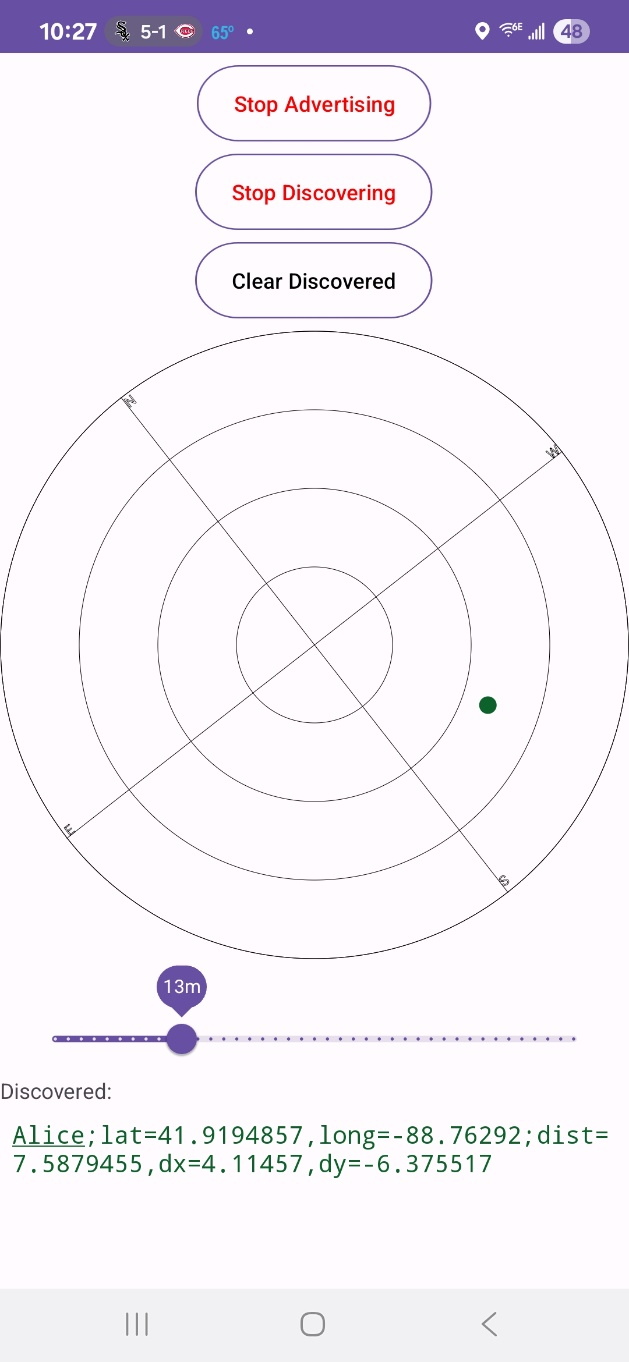 10:27 5-1 65° 6E 48
Stop Advertising
Stop Discovering
Clear Discovered
N
W
E
S
13m
Discovered:
Alice;lat=41.9194857,long=-88.76292;dist=
7.5879455,dx=4.11457,dy=-6.375517